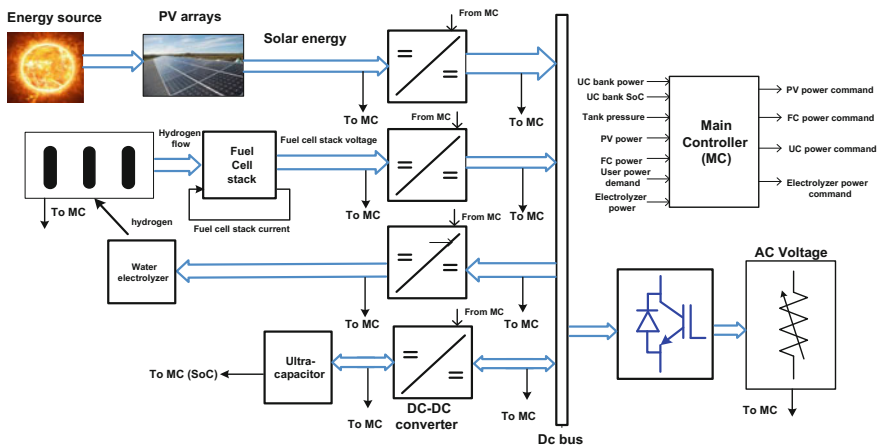 Energy source
PV arrays
Solar energy
From MC
To MC
To MC
UC bank power
UC bank SoC
Tank pressure
PV power
FC power
User power
demand
Electrolyzer
power
Main
Controller
(MC)
PV power command
FC power command
UC power command
Electrolyzer power
command
Hydrogen
flow
Fuel
Cell
stack
Fuel cell stack voltage
From MC
To MC
To MC
To MC
Fuel cell stack current
hydrogen
Water
electrolyzer
From MC
To MC
To MC
AC Voltage
To MC
To MC (SoC)
Ultra-
capacitor
From MC
To MC
To MC
DC-DC
converter
Dc bus